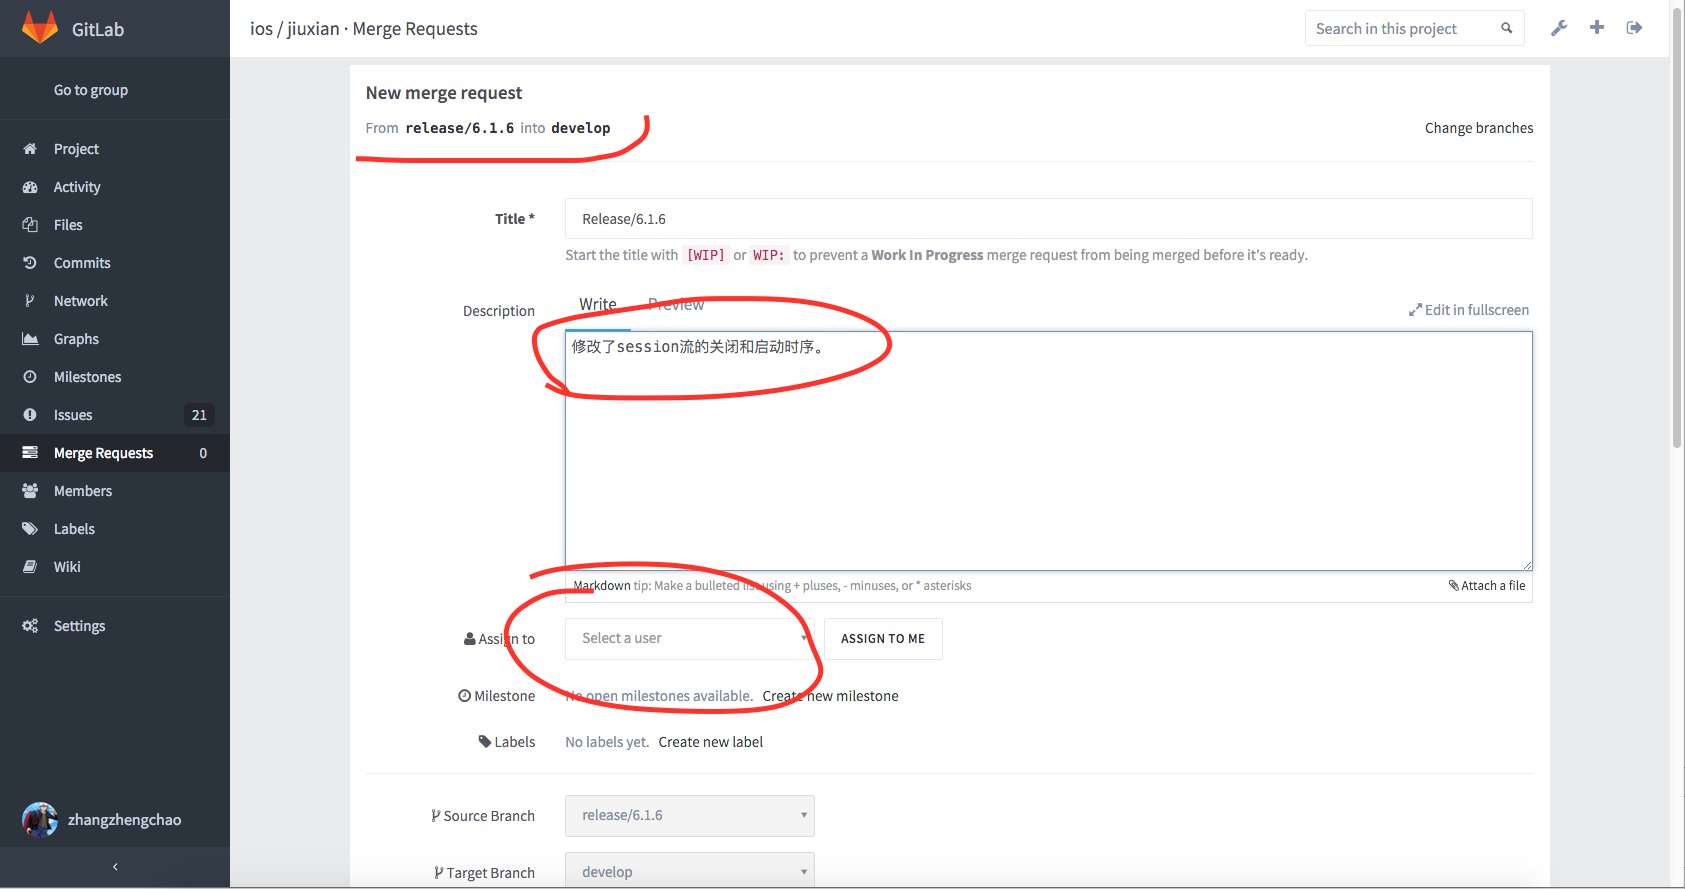 GitLab
ios / jiuxian · Merge Requests
Search in this project
Go to group
Project
Activity
Files
Commits
Network
Graphs
Milestones
Issues 21
Merge Requests 0
Members
Labels
Wiki
Settings
zhangzhengchao
New merge request
From release/6.1.6 into develop
Change branches
Title *
Release/6.1.6
Start the title with [WIP] or WIP: to prevent a Work In Progress merge request from being merged before it's ready.
Description
Write Preview
Edit in fullscreen
修改了session流的关闭和启动时序。
Markdown tip: Make a bulleted list using + pluses, - minuses, or * asterisks
Attach a file
Assign to
Select a user
ASSIGN TO ME
Milestone
No open milestones available. Create new milestone
Labels
No labels yet. Create new label
Source Branch
release/6.1.6
Target Branch
develop